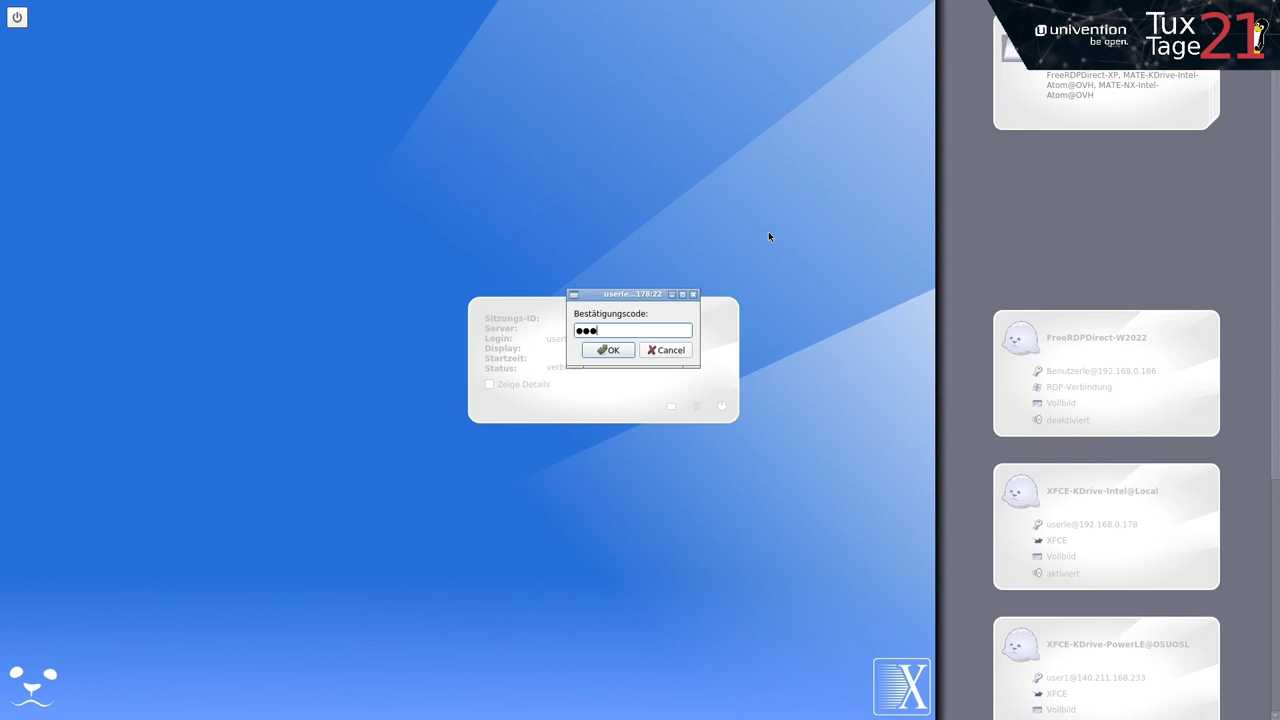 univention
be open.
Tux
Tage
21
FreeRDPDirect-XP, MATE-KDrive-Intel-
Atom@OVH, MATE-NX-Intel-
Atom@OVH
userle...178:22
Bestätigungscode:
OK
Cancel
Sitzungs-ID:
Server:
Login:
Display:
Startzeit:
Status:
Zeige Details
FreeRDPDirect-W2022
Benutzerle@192.168.0.186
RDP-Verbindung
Vollbild
deaktiviert
XFCE-KDrive-Intel@Local
userle@192.168.0.178
XFCE
Vollbild
aktiviert
XFCE-KDrive-PowerLE@OSUOSL
user1@140.211.168.233
XFCE
Vollbild
X